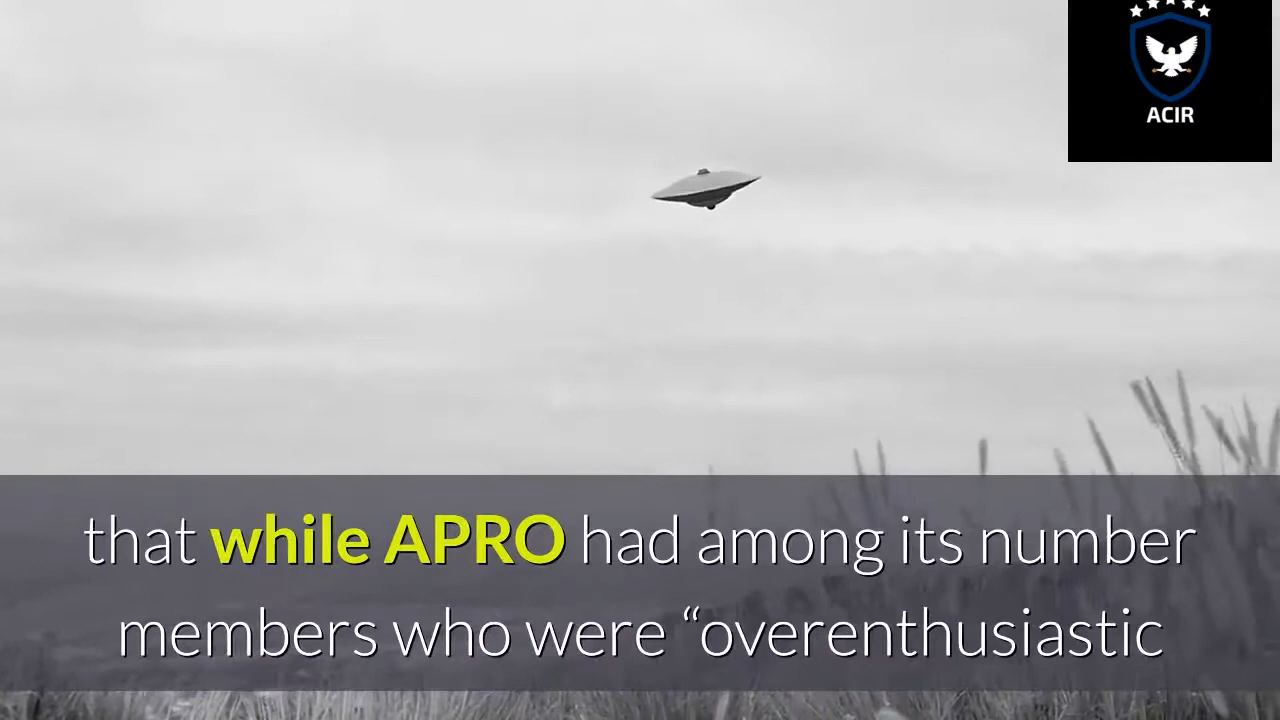 ACIR
that while APRO had among its number
members who were “overenthusiastic